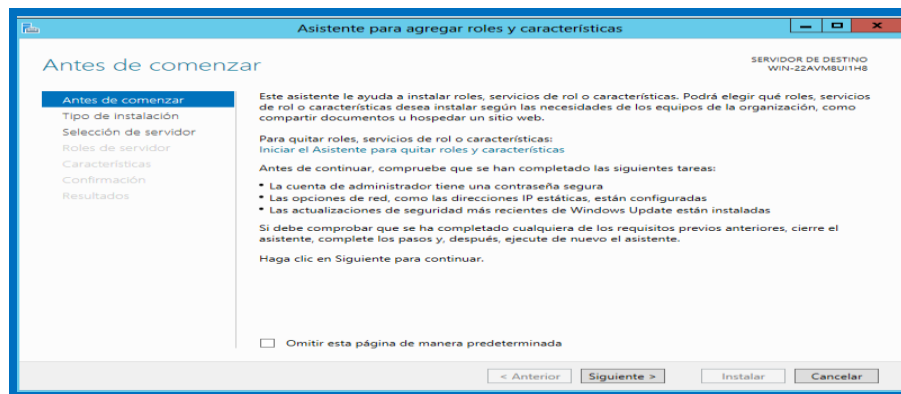 Asistente para agregar roles y características
Antes de comenzar
SERVIDOR DE DESTINO
WIN-22AVM8UI1H8
Antes de comenzar
Tipo de instalación
Selección de servidor
Roles de servidor
Características
Confirmación
Resultados
Este asistente le ayuda a instalar roles, servicios de rol o características. Podrá elegir qué roles, servicios
de rol o características desea instalar según las necesidades de los equipos de la organización, como
compartir documentos u hospedar un sitio web.
Para quitar roles, servicios de rol o características:
Iniciar el Asistente para quitar roles y características
Antes de continuar, compruebe que se han completado las siguientes tareas:
• La cuenta de administrador tiene una contraseña segura
• Las opciones de red, como las direcciones IP estáticas, están configuradas
• Las actualizaciones de seguridad más recientes de Windows Update están instaladas
Si debe comprobar que se ha completado cualquiera de los requisitos previos anteriores, cierre el
asistente, complete los pasos y, después, ejecute de nuevo el asistente.
Haga clic en Siguiente para continuar.
Omitir esta página de manera predeterminada
< Anterior
Siguiente >
Instalar
Cancelar